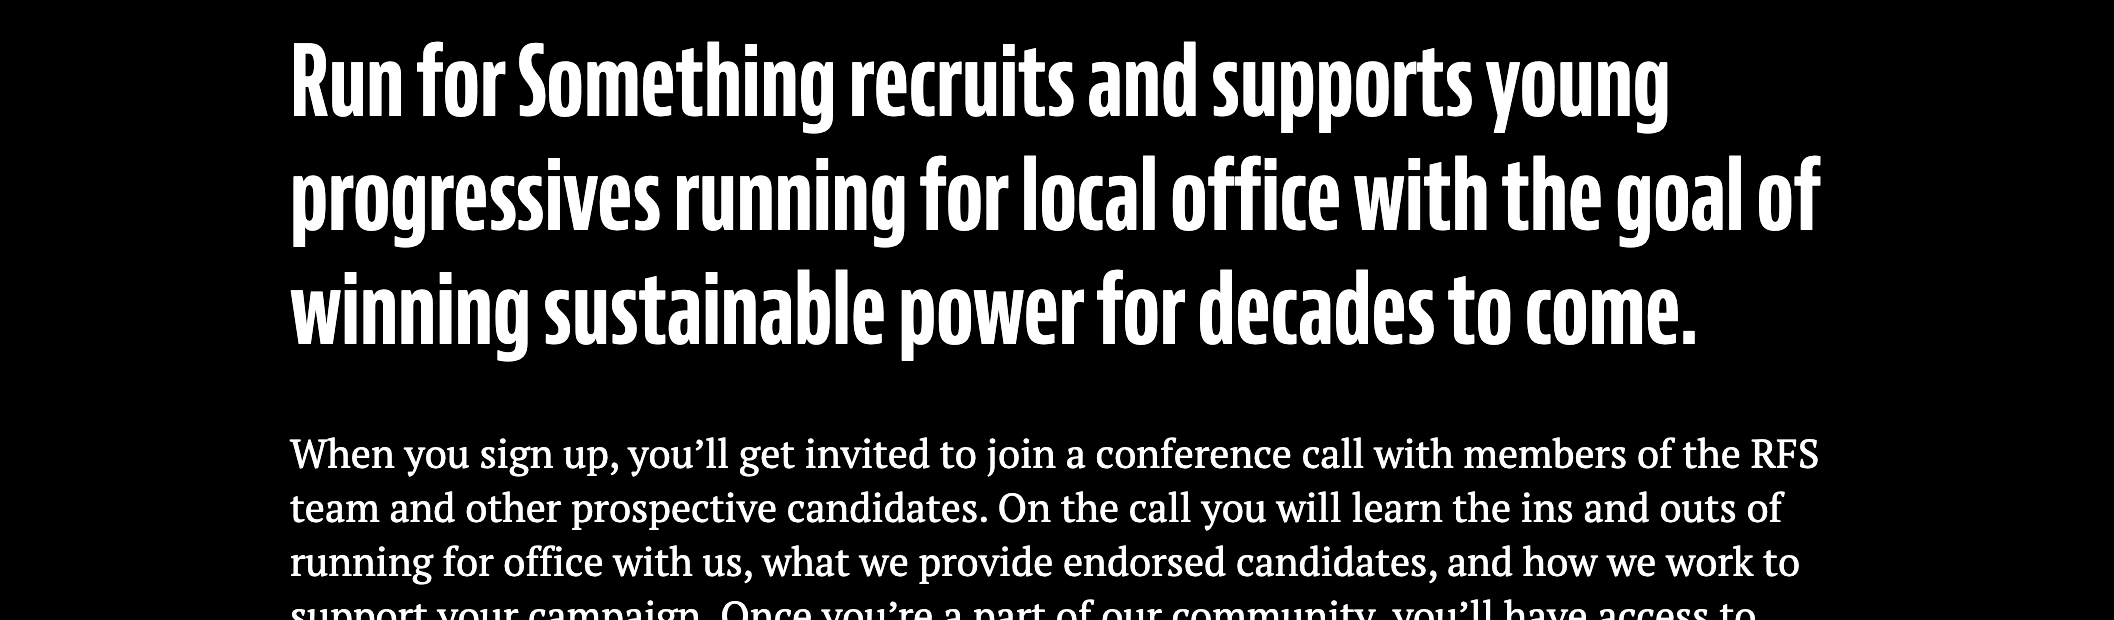 Run for Something recruits and supports young
progressives running for local office with the goal of
winning sustainable power for decades to come.
When you sign up, you’ll get invited to join a conference call with members of the RFS
team and other prospective candidates. On the call you will learn the ins and outs of
running for office with us, what we provide endorsed candidates, and how we work to
support your campaign. Once you’re a part of our community, you’ll have access to